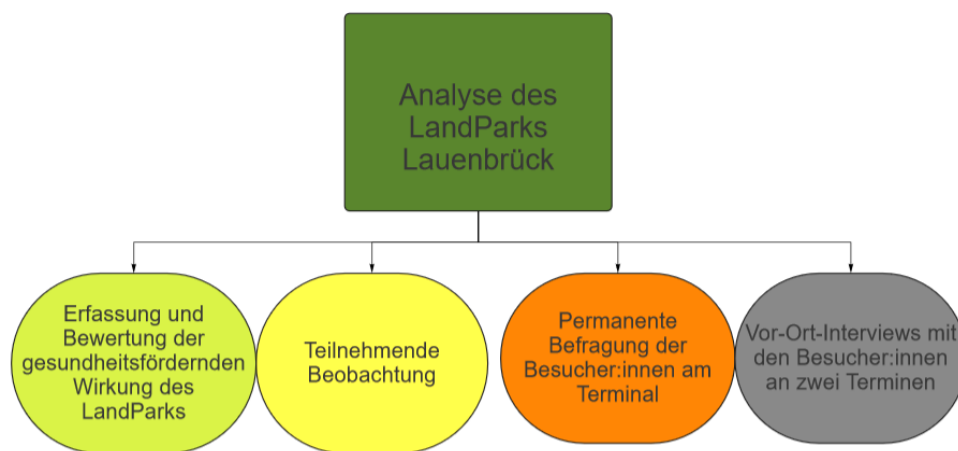 Analyse des
LandParks
Lauenbrück
Erfassung und
Bewertung der
gesundheitsfördernden
Wirkung des
LandParks
Teilnehmende
Beobachtung
Permanente
Befragung der
Besucher:innen am
Terminal
Vor-Ort-Interviews mit
den Besucher:innen
an zwei Terminen